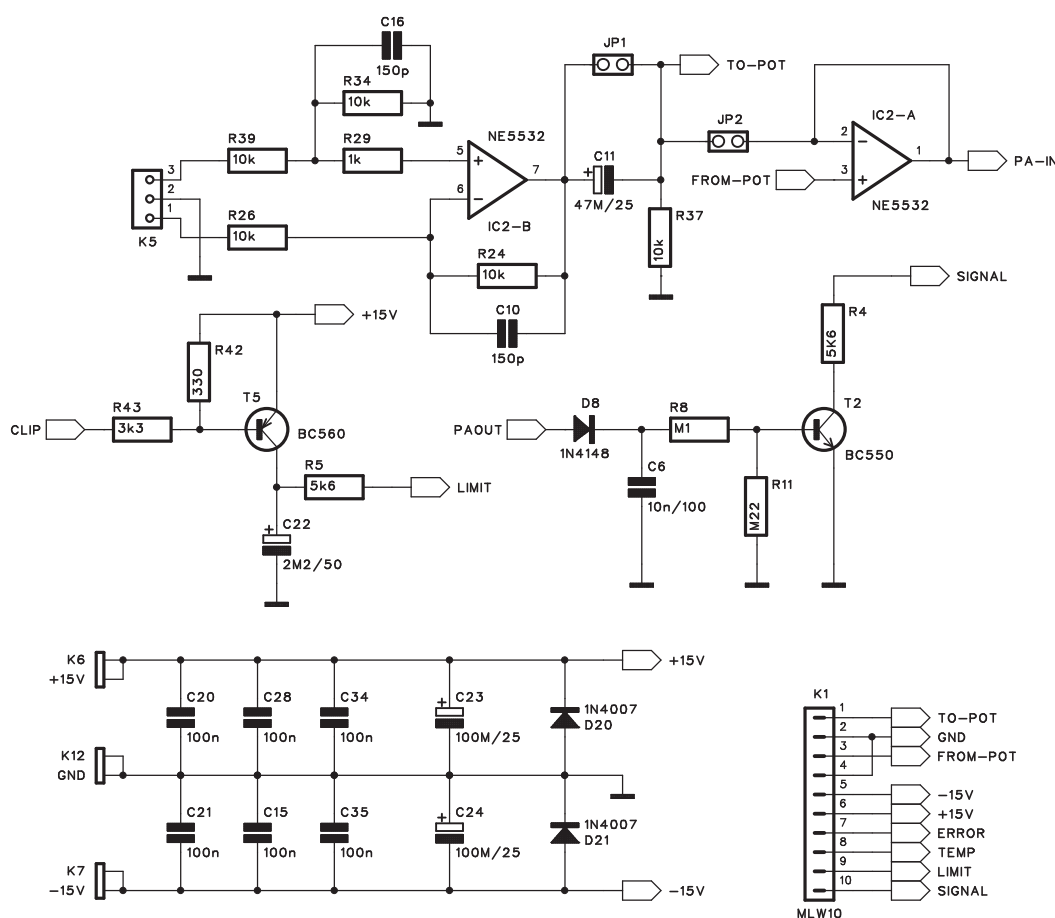 C16
150p
R34
10k
JP1
TO-POT
R39
10k
R29
1k
NE5532
5
+
6
−
7
IC2-B
K5
3
2
1
R26
10k
C11
+
47M/25
JP2
IC2-A
2
−
3
+
1
PA-IN
FROM-POT
NE5532
R37
10k
R24
10k
C10
150p
SIGNAL
R4
5K6
+15V
R42
330
T5
BC560
CLIP
R43
3k3
R5
5k6
LIMIT
+
C22
2M2/50
PAOUT
D8
1N4148
R8
M1
C6
10n/100
R11
M22
T2
BC550
K6
+15V
+15V
C20
100n
C28
100n
C34
100n
+
C23
100M/25
1N4007
D20
K12
GND
C21
100n
C15
100n
C35
100n
+
C24
100M/25
1N4007
D21
K7
-15V
-15V
K1
1
TO-POT
2
GND
3
FROM-POT
4
5
-15V
6
+15V
7
ERROR
8
TEMP
9
LIMIT
10
SIGNAL
MLW10